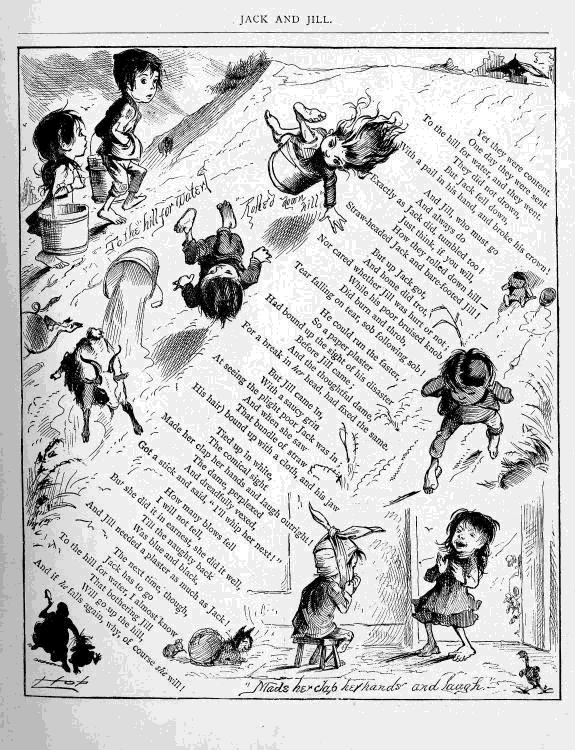 JACK AND JILL.
To the hill for water
Rolled down hill
Yet they were content.
One day they were sent
To the hill for water, and they went.
They did not drown,
But Jack fell down
With a pail in his hand, and broke his crown!
And Jill, who must go
And always do
Exactly as Jack did, tumbled too!
Just think, if you will,
How they rolled down hill
Straw-headed Jack and bare-footed Jill!
But up Jack got,
And home did trot,
Nor cared whether Jill was hurt or not,
While his poor bruised knob
Did burn and throb,
Tear falling on tear, sob following sob
He could run the faster,
So a paper plaster
Had bound up the sight of his disaster
Before Jill came;
And the thoughtful dame,
For a break in her head, had fixed the same.
But Jill came in,
With a saucy grin
At seeing the plight poor Jack was in;
And when she saw
That bundle of straw
His hair) bound up with a cloth, and his jaw
Tied up in white,
The comical sight
Made her clap her hands and laugh outright!
The dame, perplexed
And dreadfully vexed,
Got a stick and said, "I'll whip her next!"
How many blows fell
I will not tell,
But she did it in earnest, she did it well,
Till the naughty back
Was blue and black,
And Jill needed a plaster as much as Jack!
The next time, though,
Jack has to go
To the hill for water, I almost know
That bothering Jill
Will go up the hill,
And if he falls again, why, of course she will!
"Made her clap her hands and laugh."
Hop